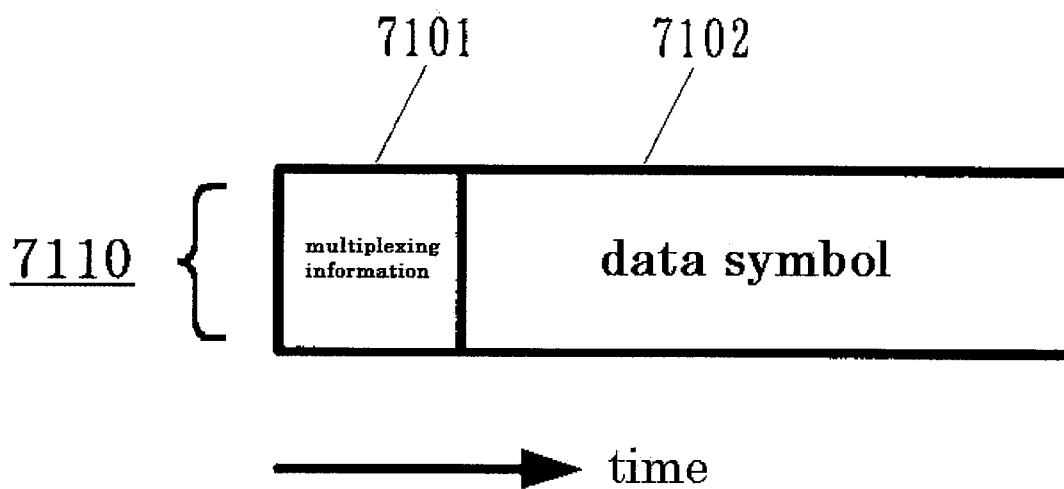 7101
7102
7110
multiplexing
information
data symbol
time